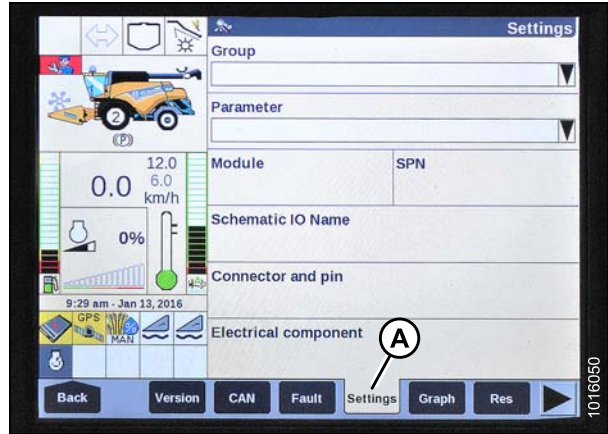 Settings
Group
Parameter
2
(P)
12.0
6.0
0.0
km/h
Module
SPN
Schematic IO Name
0%
Connector and pin
9:29 am - Jan 13, 2016
GPS
MAN
Electrical component
A
Back
Version
CAN
Fault
Settings
Graph
Res
1016050